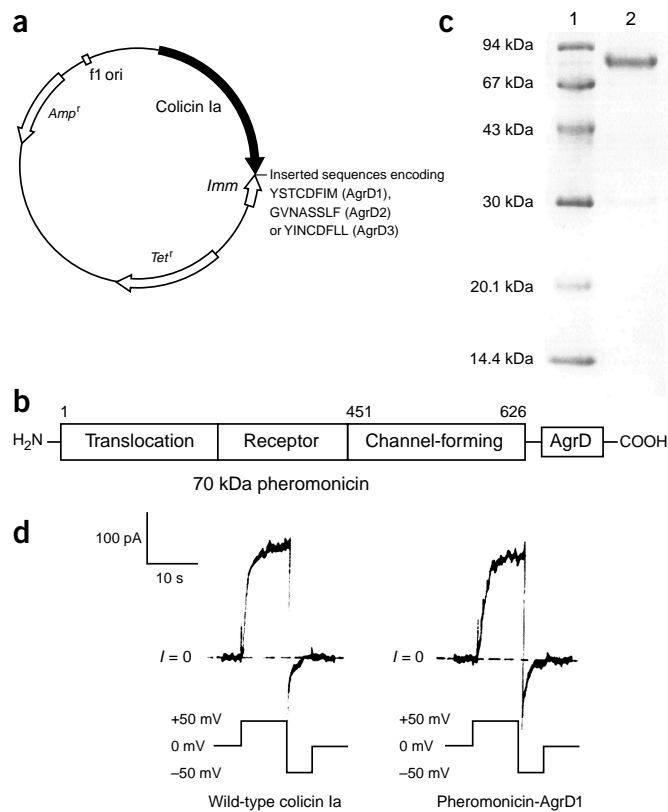 a
f1 ori
Amp^r
Colicin Ia
Imm
Inserted sequences encoding
YSTCDFIM (AgrD1),
GVNASSLF (AgrD2)
or YINCDFLL (AgrD3)
Tet^r
c
1 2
94 kDa
67 kDa
43 kDa
30 kDa
20.1 kDa
14.4 kDa
b
1 451 626
H₂N Translocation Receptor Channel-forming AgrD COOH
70 kDa pheromonicin
d
100 pA
10 s
I = 0 I = 0
+50 mV +50 mV
0 mV 0 mV
–50 mV –50 mV
Wild-type colicin Ia Pheromonicin-AgrD1